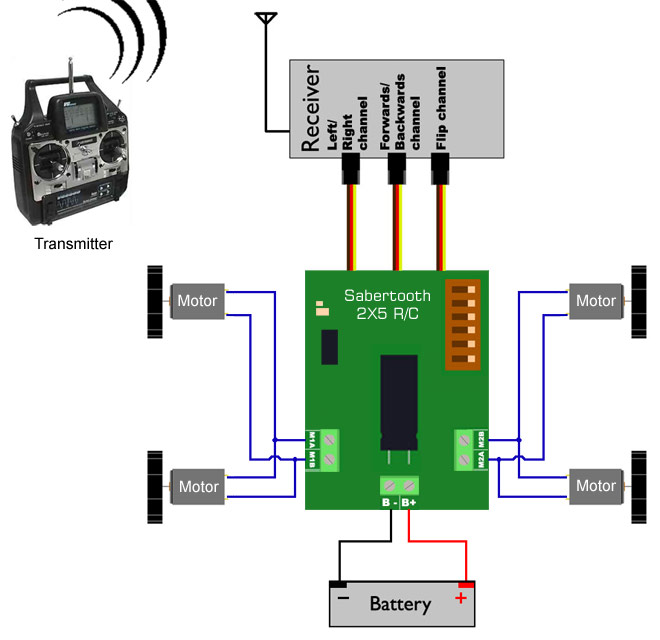 Transmitter
Receiver
Left/
Right
channel
Forwards/
Backwards
channel
Flip channel
Sabertooth
2X5 R/C
Motor
Motor
M1A
M1B
M2B
M2A
Motor
Motor
B -
B+
−
Battery
+